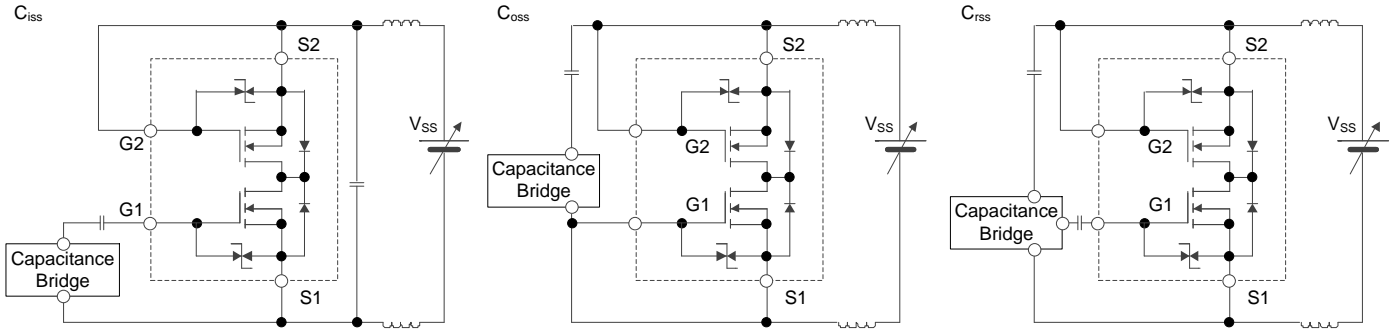 Ciss
S2
G2
VSS
G1
Capacitance
Bridge
S1
Coss
S2
G2
VSS
Capacitance
Bridge
G1
S1
Crss
S2
G2
VSS
Capacitance
Bridge
G1
S1